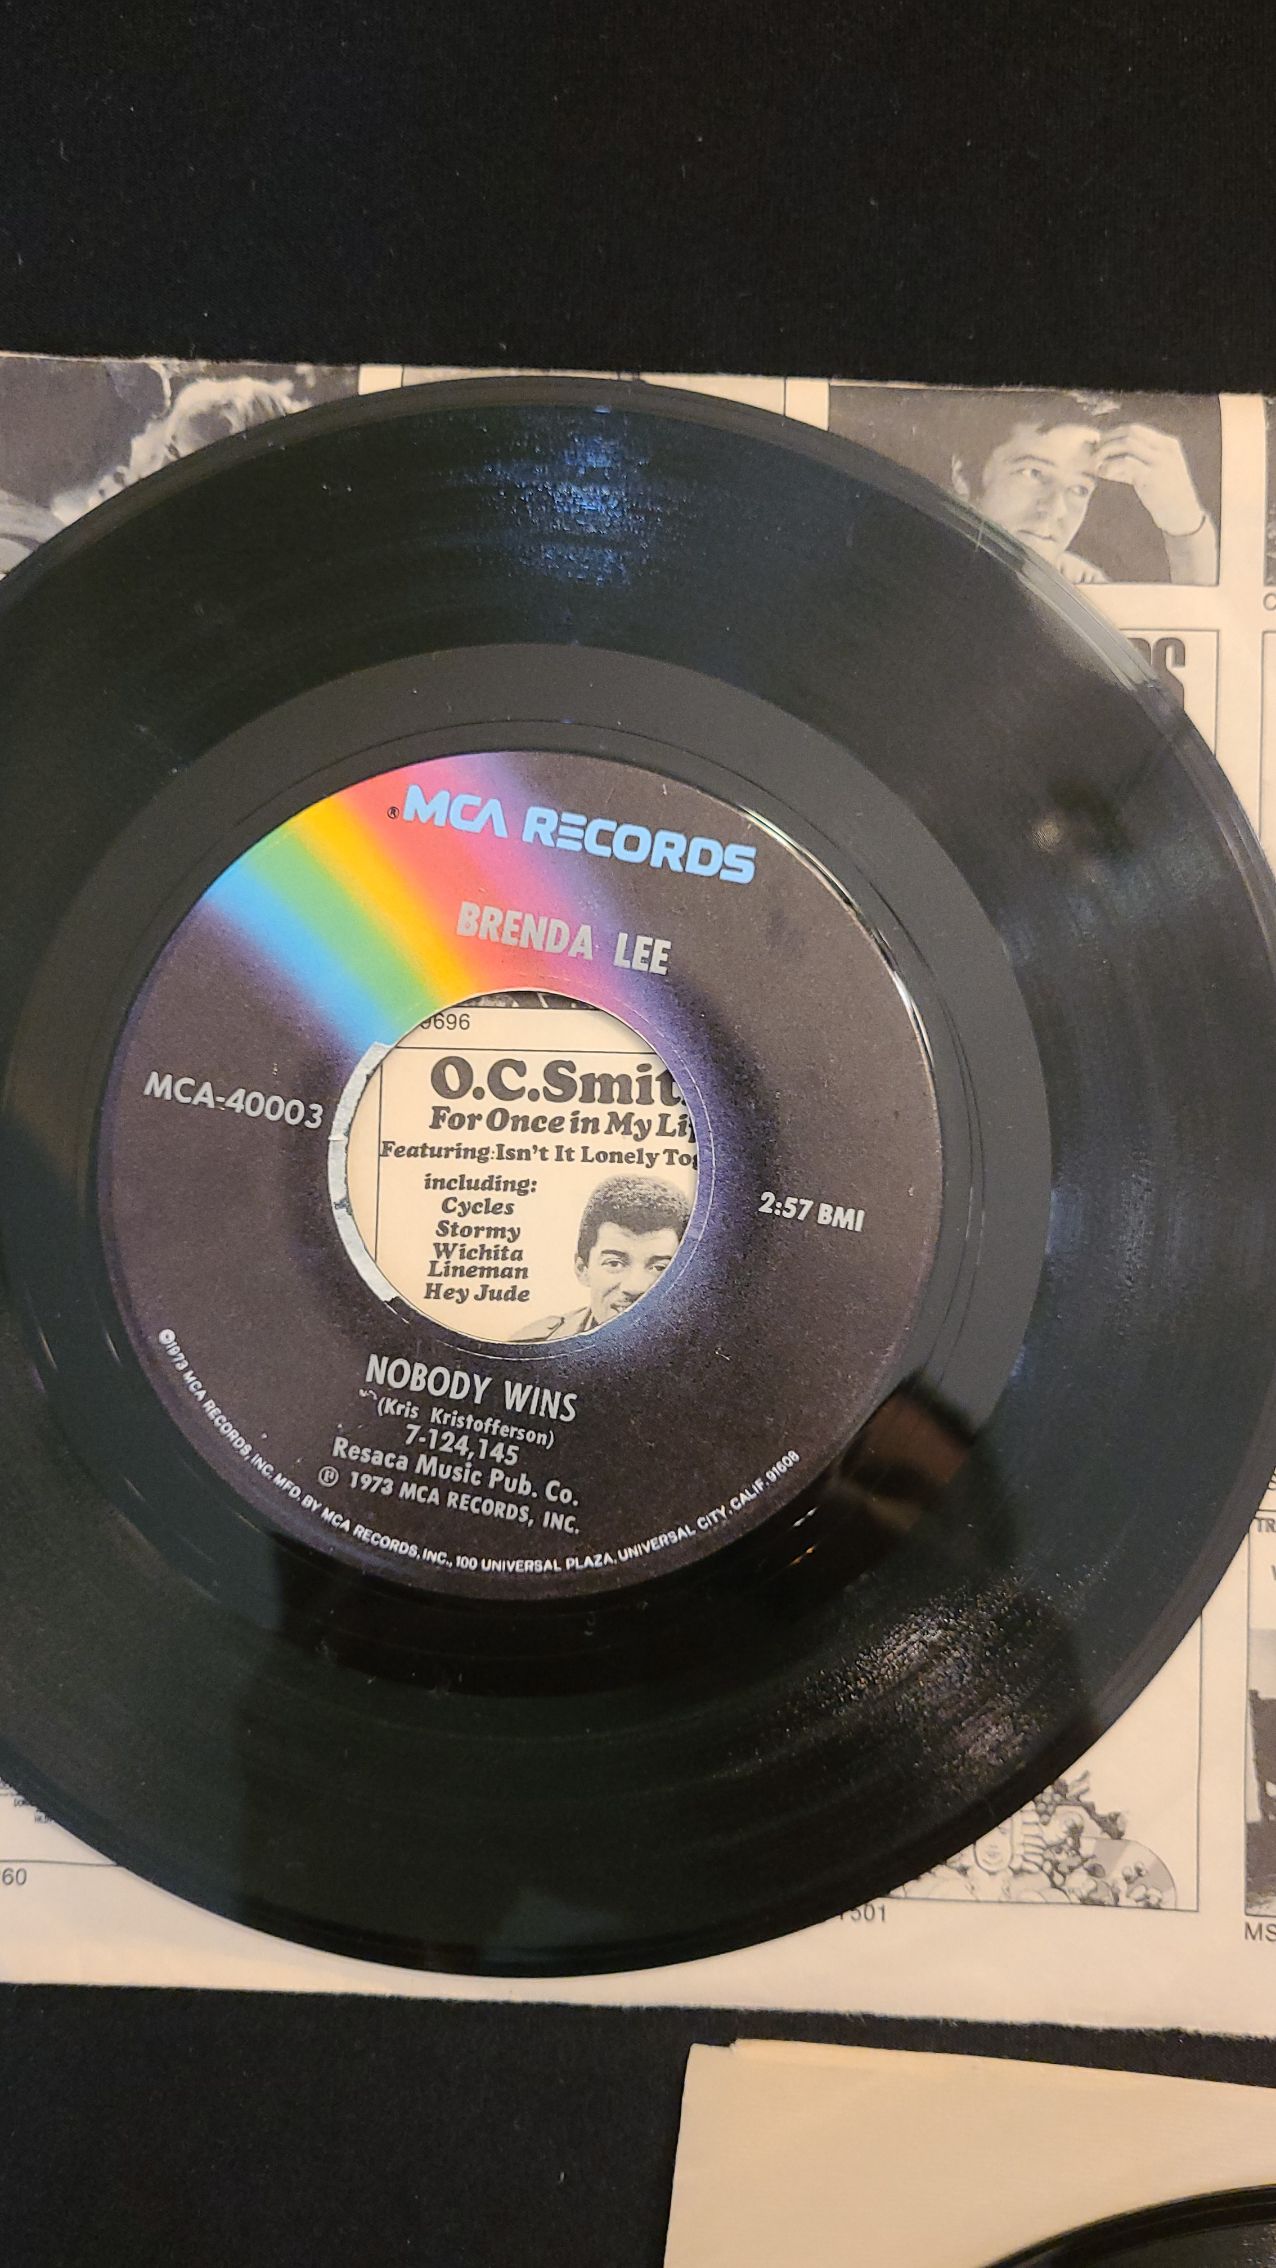 ® MCA RECORDS
BRENDA LEE
MCA-40003
2:57 BMI
NOBODY WINS
(Kris Kristofferson)
7-124,145
Resaca Music Pub. Co.
℗ 1973 MCA RECORDS, INC.
©1973 MCA RECORDS, INC. MFD. BY MCA RECORDS, INC., 100 UNIVERSAL PLAZA, UNIVERSAL CITY, CALIF. 91608
9696
O.C.Smit
For Once in My Li
Featuring: Isn't It Lonely Tog
including:
Cycles
Stormy
Wichita
Lineman
Hey Jude
60
1501
MS